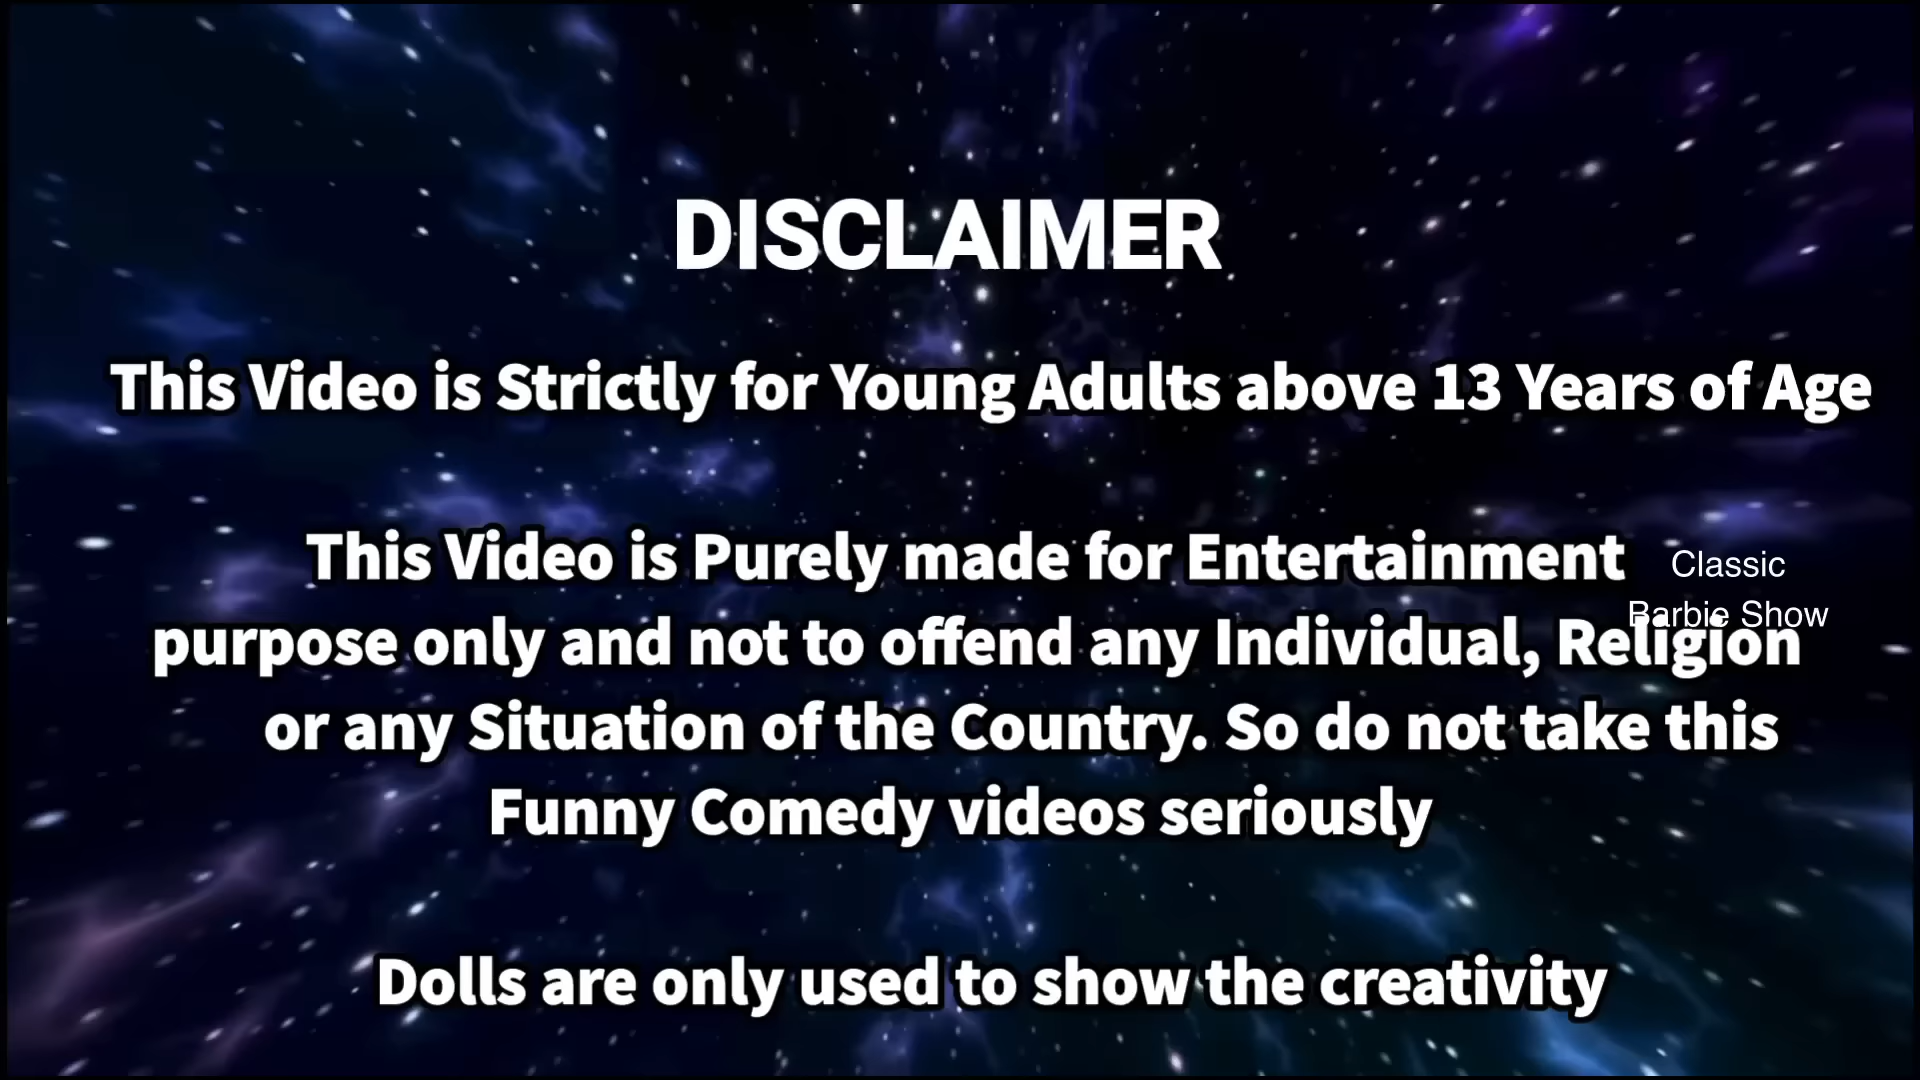 DISCLAIMER
This Video is Strictly for Young Adults above 13 Years of Age
This Video is Purely made for Entertainment
purpose only and not to offend any Individual, Religion
or any Situation of the Country. So do not take this
Funny Comedy videos seriously
Dolls are only used to show the creativity
Classic
Barbie Show